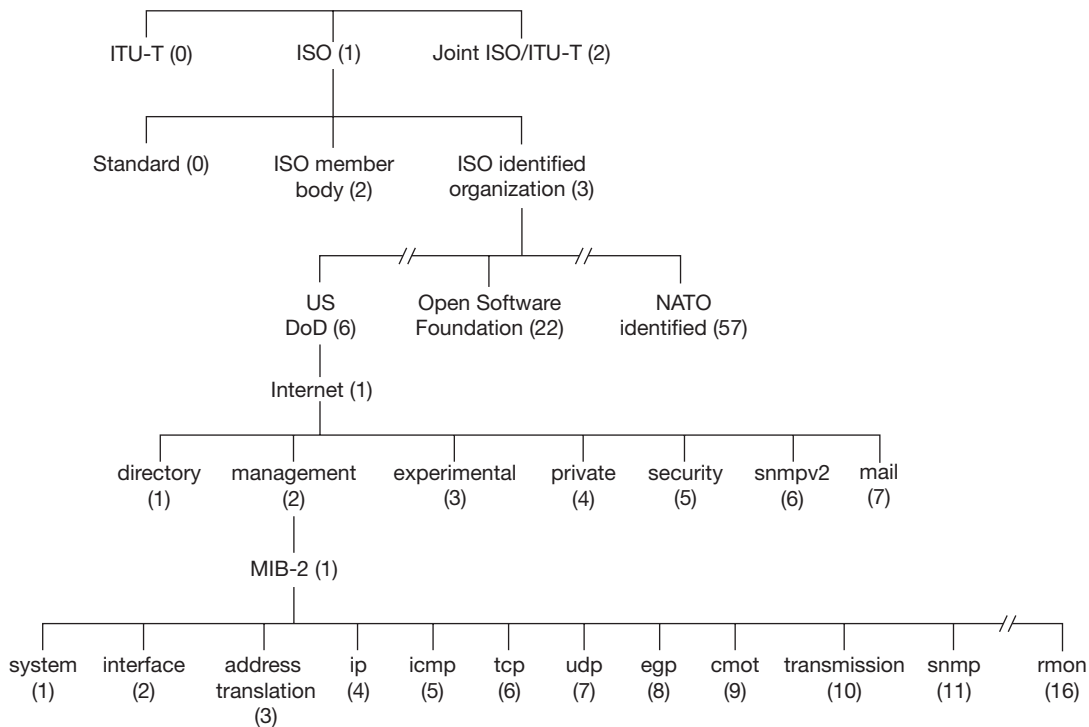 ITU-T (0) ISO (1) Joint ISO/ITU-T (2)
Standard (0) ISO member ISO identified
body (2) organization (3)
US Open Software NATO
DoD (6) Foundation (22) identified (57)
Internet (1)
directory management experimental private security snmpv2 mail
(1) (2) (3) (4) (5) (6) (7)
MIB-2 (1)
system interface address ip icmp tcp udp egp cmot transmission snmp rmon
(1) (2) translation (4) (5) (6) (7) (8) (9) (10) (11) (16)
(3)